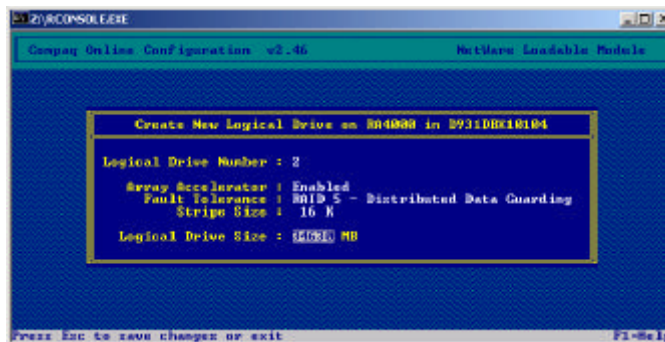 Z:\RCONSOLE.EXE
Compaq Online Configuration v2.46 NetWare Loadable Module
Create New Logical Drive on RA4000 in D931DBX10104
Logical Drive Number : 2
Array Accelerator : Enabled
Fault Tolerance : RAID 5 - Distributed Data Guarding
Stripe Size : 16 K
Logical Drive Size : MB
Press Esc to save changes or exit F1-Help